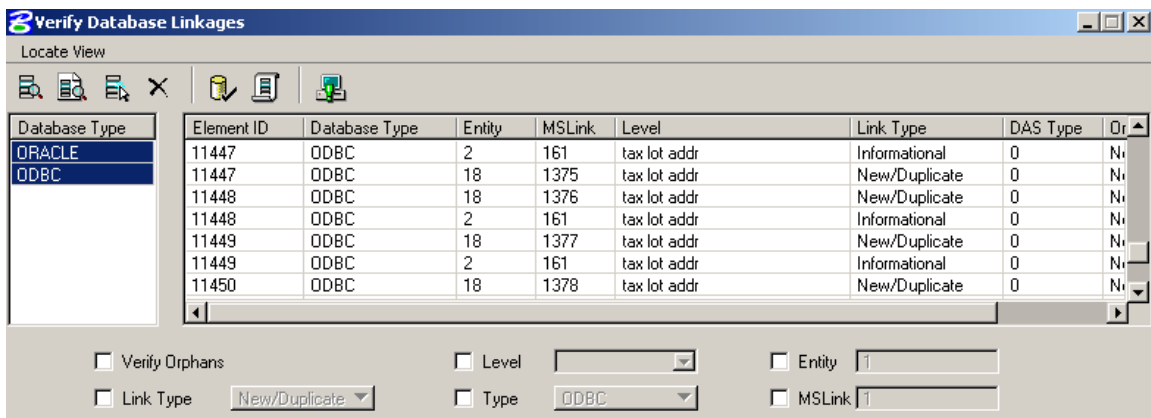 Verify Database Linkages
Locate View
Database Type
ORACLE
ODBC
Element ID Database Type Entity MSLink Level Link Type DAS Type Or
11447 ODBC 2 161 tax lot addr Informational 0 N
11447 ODBC 18 1375 tax lot addr New/Duplicate 0 N
11448 ODBC 18 1376 tax lot addr New/Duplicate 0 N
11448 ODBC 2 161 tax lot addr Informational 0 N
11449 ODBC 18 1377 tax lot addr New/Duplicate 0 N
11449 ODBC 2 161 tax lot addr Informational 0 N
11450 ODBC 18 1378 tax lot addr New/Duplicate 0 N
Verify Orphans Level Entity 1
Link Type New/Duplicate Type ODBC MSLink 1